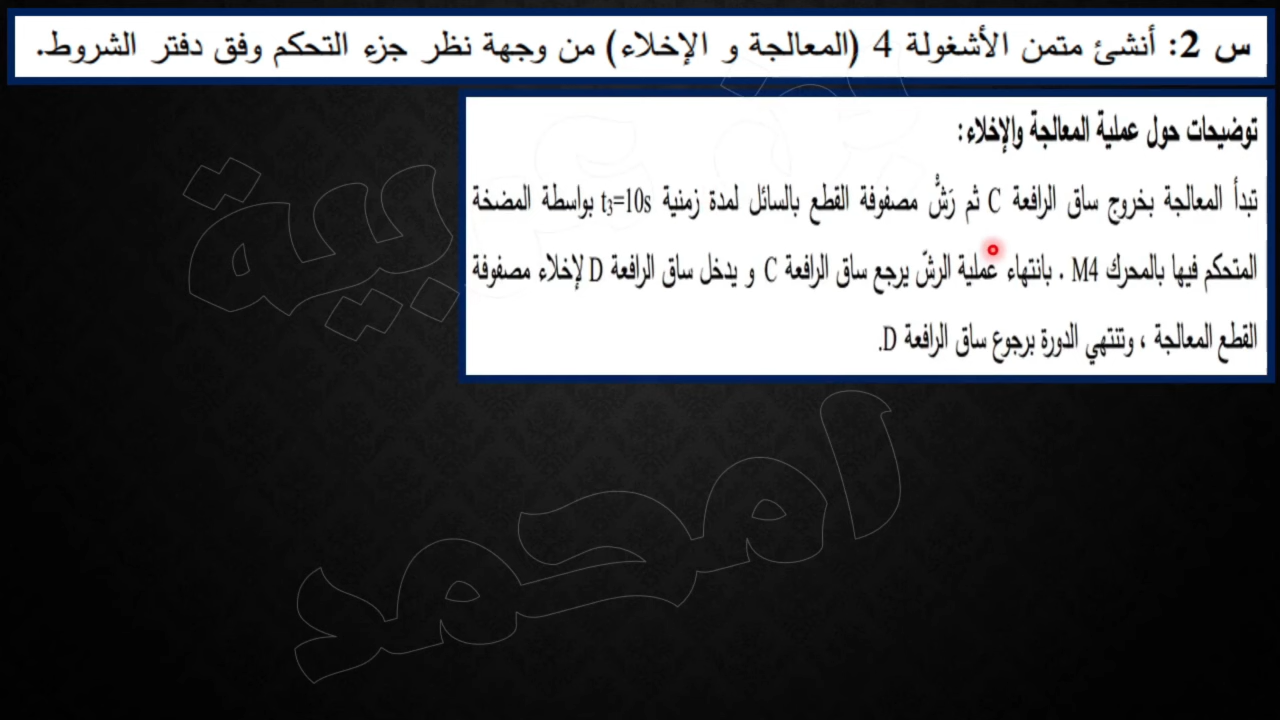 س 2: أنشئ متمن الأشغولة 4 (المعالجة و الإخلاء) من وجهة نظر جزء التحكم وفق دفتر الشروط.
توضيحات حول عملية المعالجة والإخلاء:
تبدأ المعالجة بخروج ساق الرافعة C ثم رَشُّ مصفوفة القطع بالسائل لمدة زمنية t₃=10s بواسطة المضخة
المتحكم فيها بالمحرك M4 . بانتهاء عملية الرشّ يرجع ساق الرافعة C و يدخل ساق الرافعة D لإخلاء مصفوفة
القطع المعالجة ، وتنتهي الدورة برجوع ساق الرافعة D.
امحمد